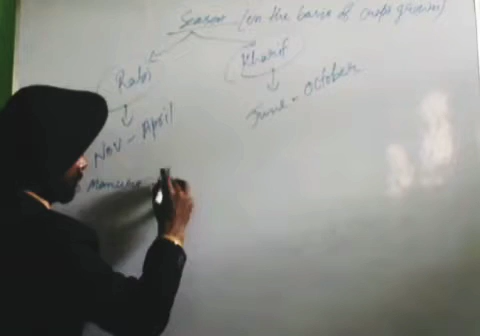 Season (on the basis of crops grown)
Rabi Kharif
Nov - April June - October